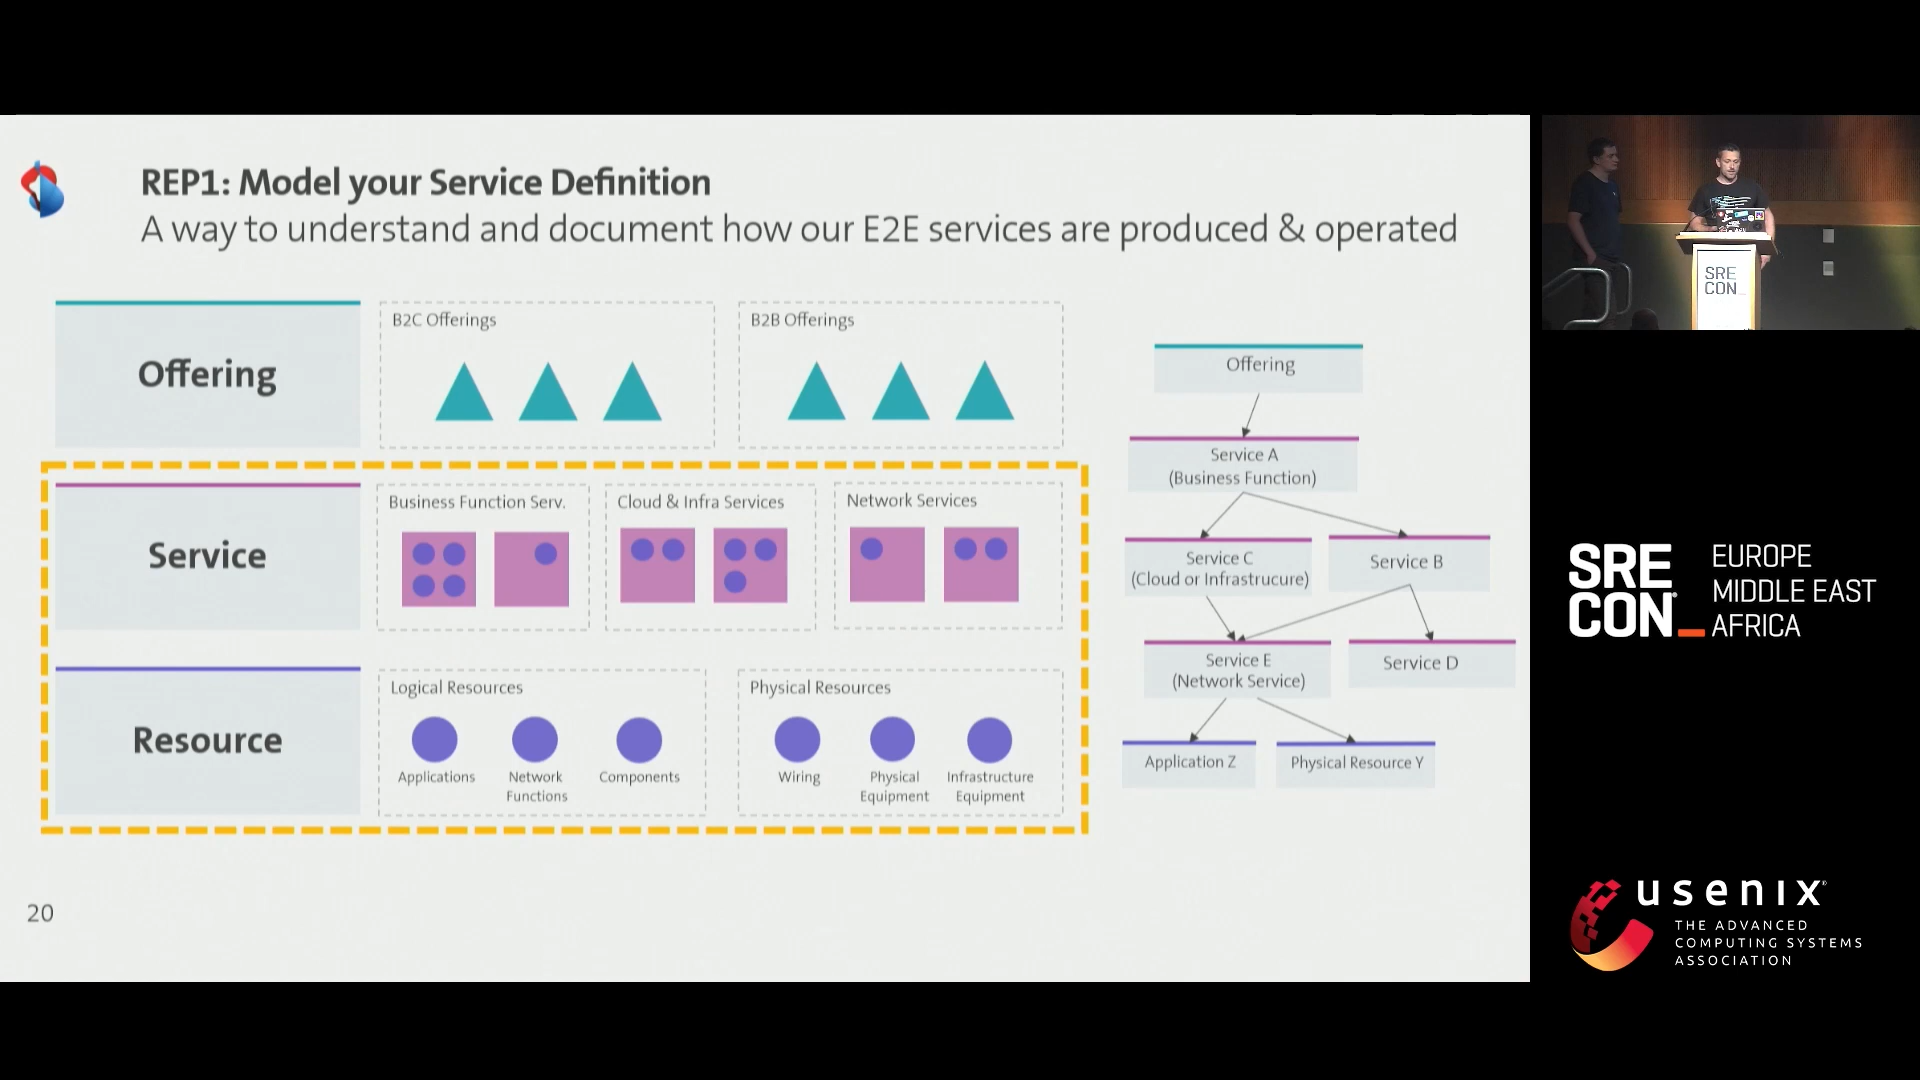 REP1: Model your Service Definition
A way to understand and document how our E2E services are produced & operated
Offering
B2C Offerings
B2B Offerings
Service
Business Function Serv.
Cloud & Infra Services
Network Services
Resource
Logical Resources
Applications
Network
Functions
Components
Physical Resources
Wiring
Physical
Equipment
Infrastructure
Equipment
Offering
Service A
(Business Function)
Service C
(Cloud or Infrastrucure)
Service B
Service E
(Network Service)
Service D
Application Z
Physical Resource Y
20
SRE
CON_
SRE
CON_
EUROPE
MIDDLE EAST
AFRICA
usenix
THE ADVANCED
COMPUTING SYSTEMS
ASSOCIATION